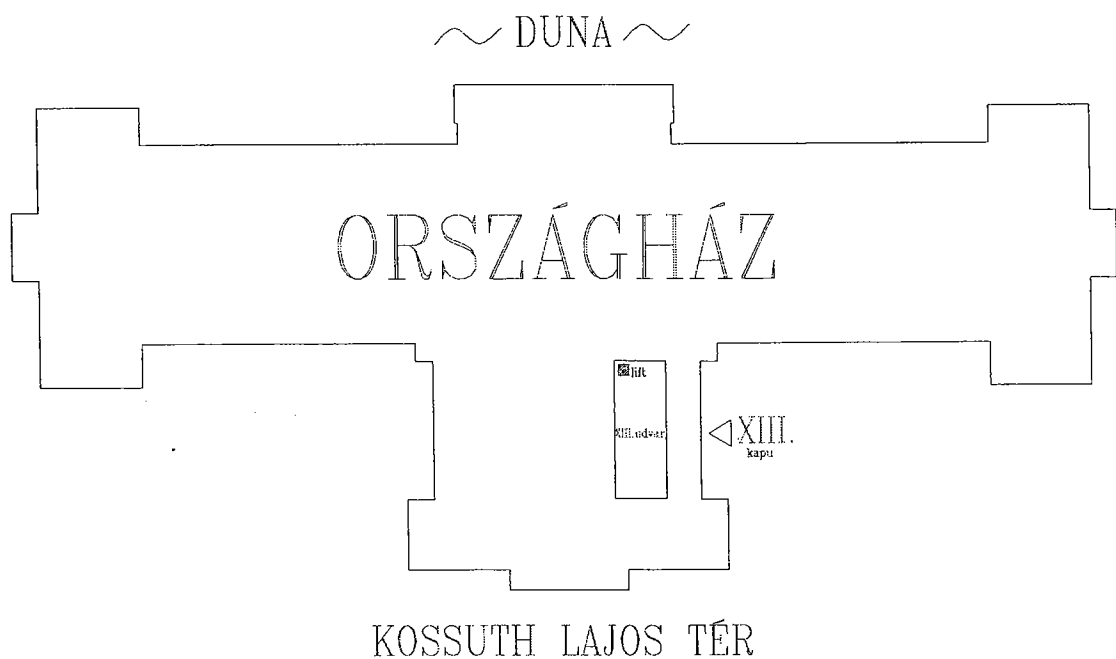 DUNA
ORSZÁGHÁZ
lift
XIII.udvar
XIII.
kapu
KOSSUTH LAJOS TÉR